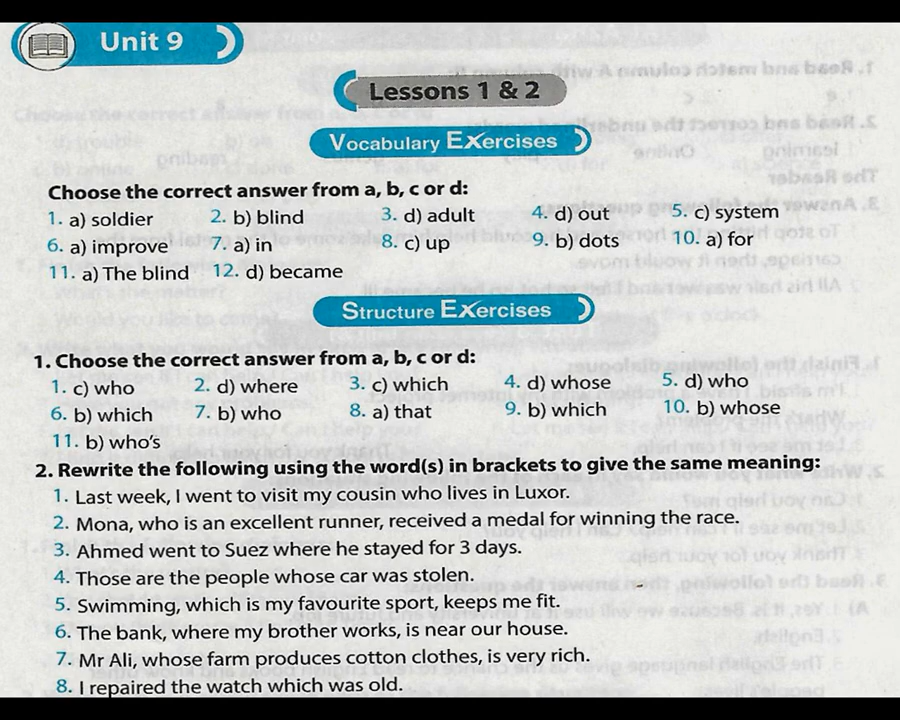 Unit 9
Lessons 1 & 2
Vocabulary EXercises
Choose the correct answer from a, b, c or d:
1. a) soldier 2. b) blind 3. d) adult 4. d) out 5. c) system
6. a) improve 7. a) in 8. c) up 9. b) dots 10. a) for
11. a) The blind 12. d) became
Structure EXercises
1. Choose the correct answer from a, b, c or d:
1. c) who 2. d) where 3. c) which 4. d) whose 5. d) who
6. b) which 7. b) who 8. a) that 9. b) which 10. b) whose
11. b) who's
2. Rewrite the following using the word(s) in brackets to give the same meaning:
1. Last week, I went to visit my cousin who lives in Luxor.
2. Mona, who is an excellent runner, received a medal for winning the race.
3. Ahmed went to Suez where he stayed for 3 days.
4. Those are the people whose car was stolen.
5. Swimming, which is my favourite sport, keeps me fit.
6. The bank, where my brother works, is near our house.
7. Mr Ali, whose farm produces cotton clothes, is very rich.
8. I repaired the watch which was old.